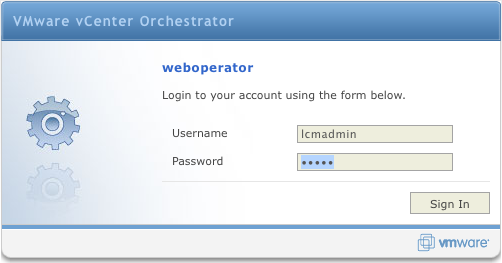 VMware vCenter Orchestrator
weboperator
Login to your account using the form below.
Username lcmadmin
Password •••••
Sign In
vmware